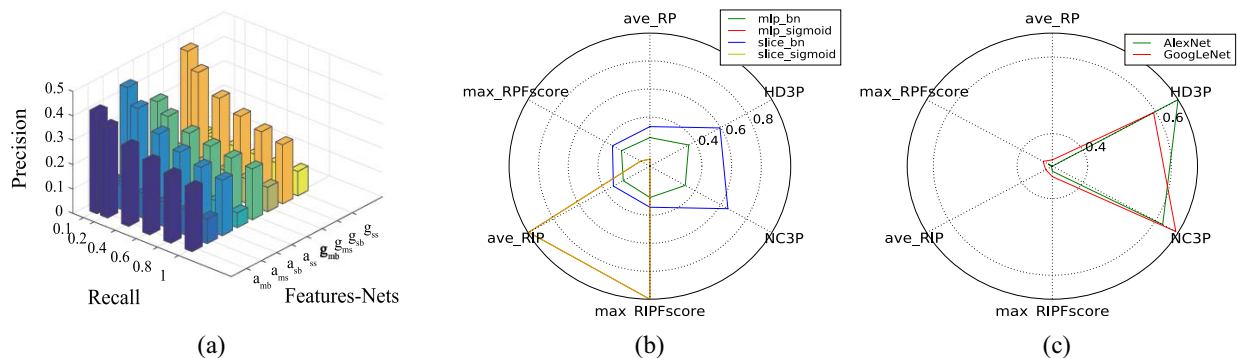 0.5
0.4
0.3
0.2
0.1
0
Precision
0.1
0.2
0.4
0.6
0.8
1
Recall
a_mb
a_ms
a_sb
a_ss
g_mb
g_ms
g_sb
g_ss
Features-Nets
(a)
ave_RP
mlp_bn
mlp_sigmoid
slice_bn
slice_sigmoid
max_RPFscore
HD3P
0.4
0.6
0.8
ave_RIP
NC3P
max_RIPFscore
(b)
ave_RP
AlexNet
GoogLeNet
max_RPFscore
HD3P
0.4
0.6
ave_RIP
NC3P
max_RIPFscore
(c)